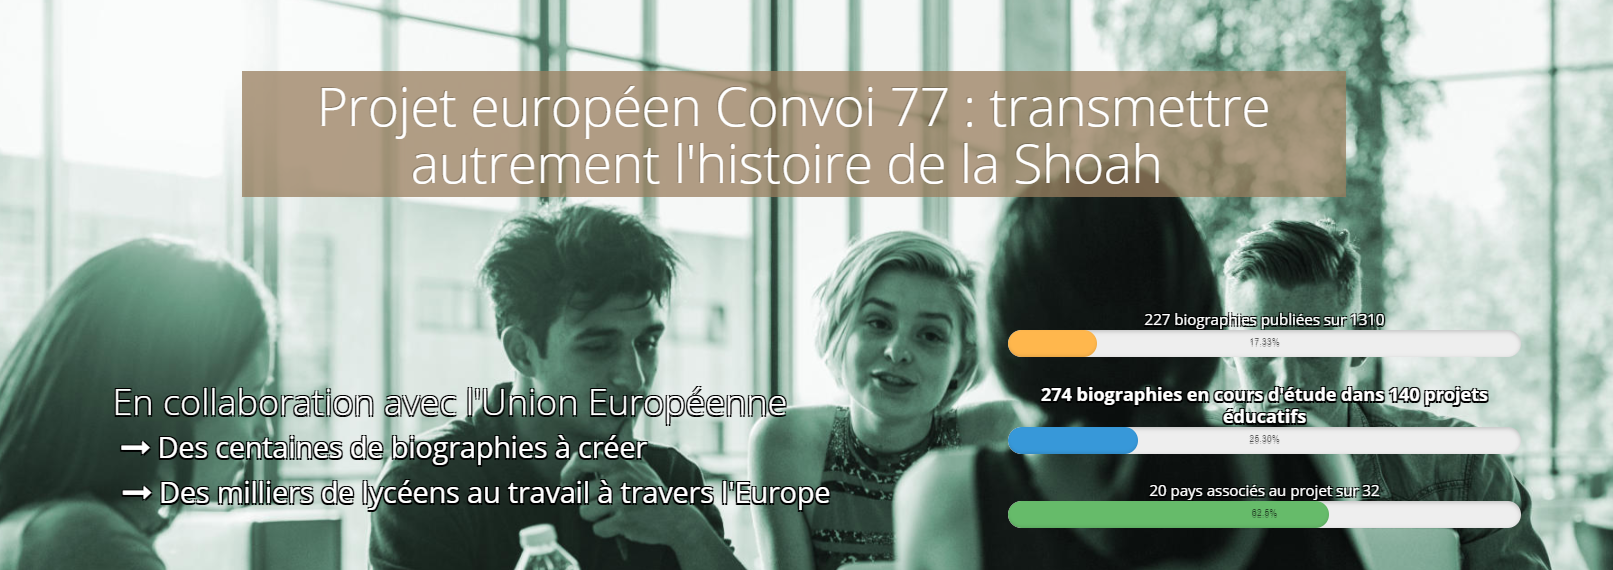 Projet européen Convoi 77 : transmettre
autrement l'histoire de la Shoah
En collaboration avec l'Union Européenne
➞ Des centaines de biographies à créer
➞ Des milliers de lycéens au travail à travers l'Europe
227 biographies publiées sur 1310
17.33%
274 biographies en cours d'étude dans 140 projets
éducatifs
25.30%
20 pays associés au projet sur 32
62.5%